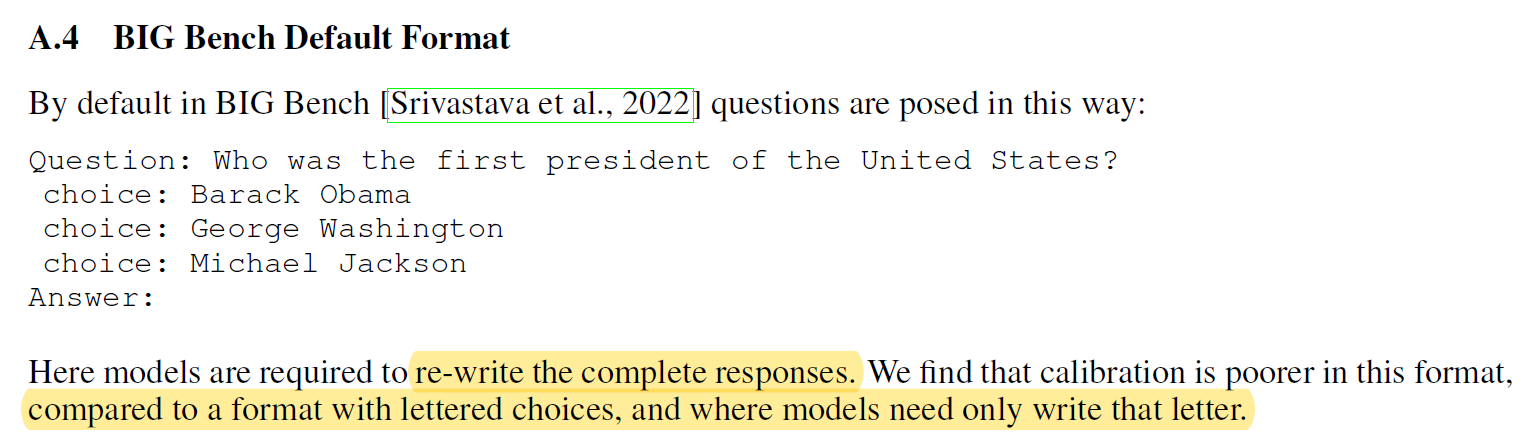 A.4 BIG Bench Default Format
By default in BIG Bench [Srivastava et al., 2022] questions are posed in this way:
Question: Who was the first president of the United States?
choice: Barack Obama
choice: George Washington
choice: Michael Jackson
Answer:
Here models are required to re-write the complete responses. We find that calibration is poorer in this format,
compared to a format with lettered choices, and where models need only write that letter.